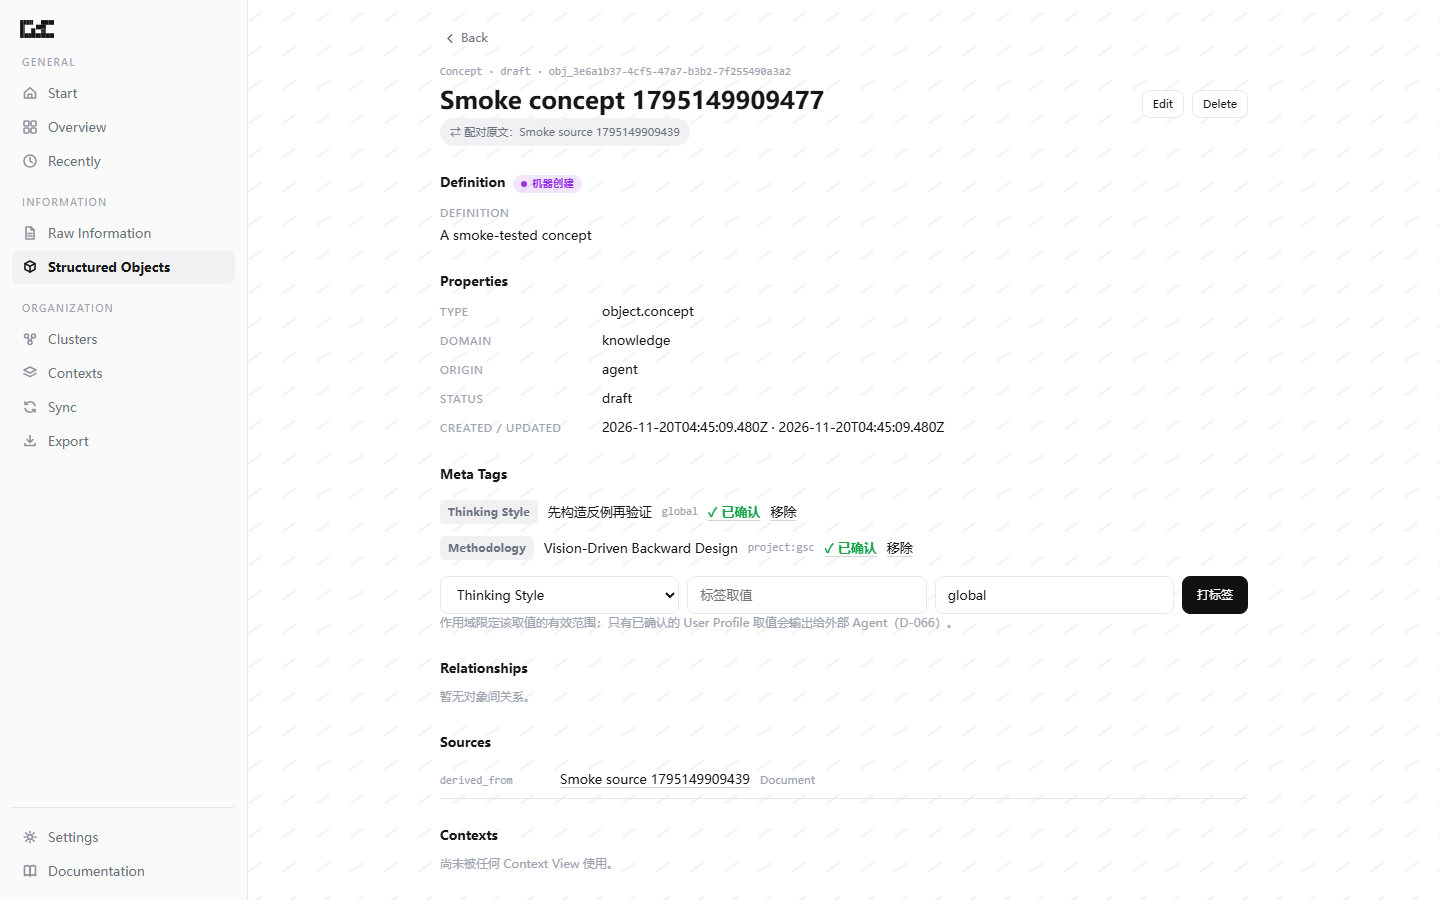 GSC
GENERAL
Start
Overview
Recently
INFORMATION
Raw Information
Structured Objects
ORGANIZATION
Clusters
Contexts
Sync
Export
Settings
Documentation
Back
Concept · draft · obj_3e6a1b37-4cf5-47a7-b3b2-7f255490a3a2
Smoke concept 1795149909477
Edit
Delete
⇄ 配对原文：Smoke source 1795149909439
Definition
机器创建
DEFINITION
A smoke-tested concept
Properties
TYPE object.concept
DOMAIN knowledge
ORIGIN agent
STATUS draft
CREATED / UPDATED 2026-11-20T04:45:09.480Z · 2026-11-20T04:45:09.480Z
Meta Tags
Thinking Style 先构造反例再验证 global ✓ 已确认 移除
Methodology Vision-Driven Backward Design project:gsc ✓ 已确认 移除
Thinking Style 标签取值 global 打标签
作用域限定该取值的有效范围；只有已确认的 User Profile 取值会输出给外部 Agent（D-066）。
Relationships
暂无对象间关系。
Sources
derived_from Smoke source 1795149909439 Document
Contexts
尚未被任何 Context View 使用。